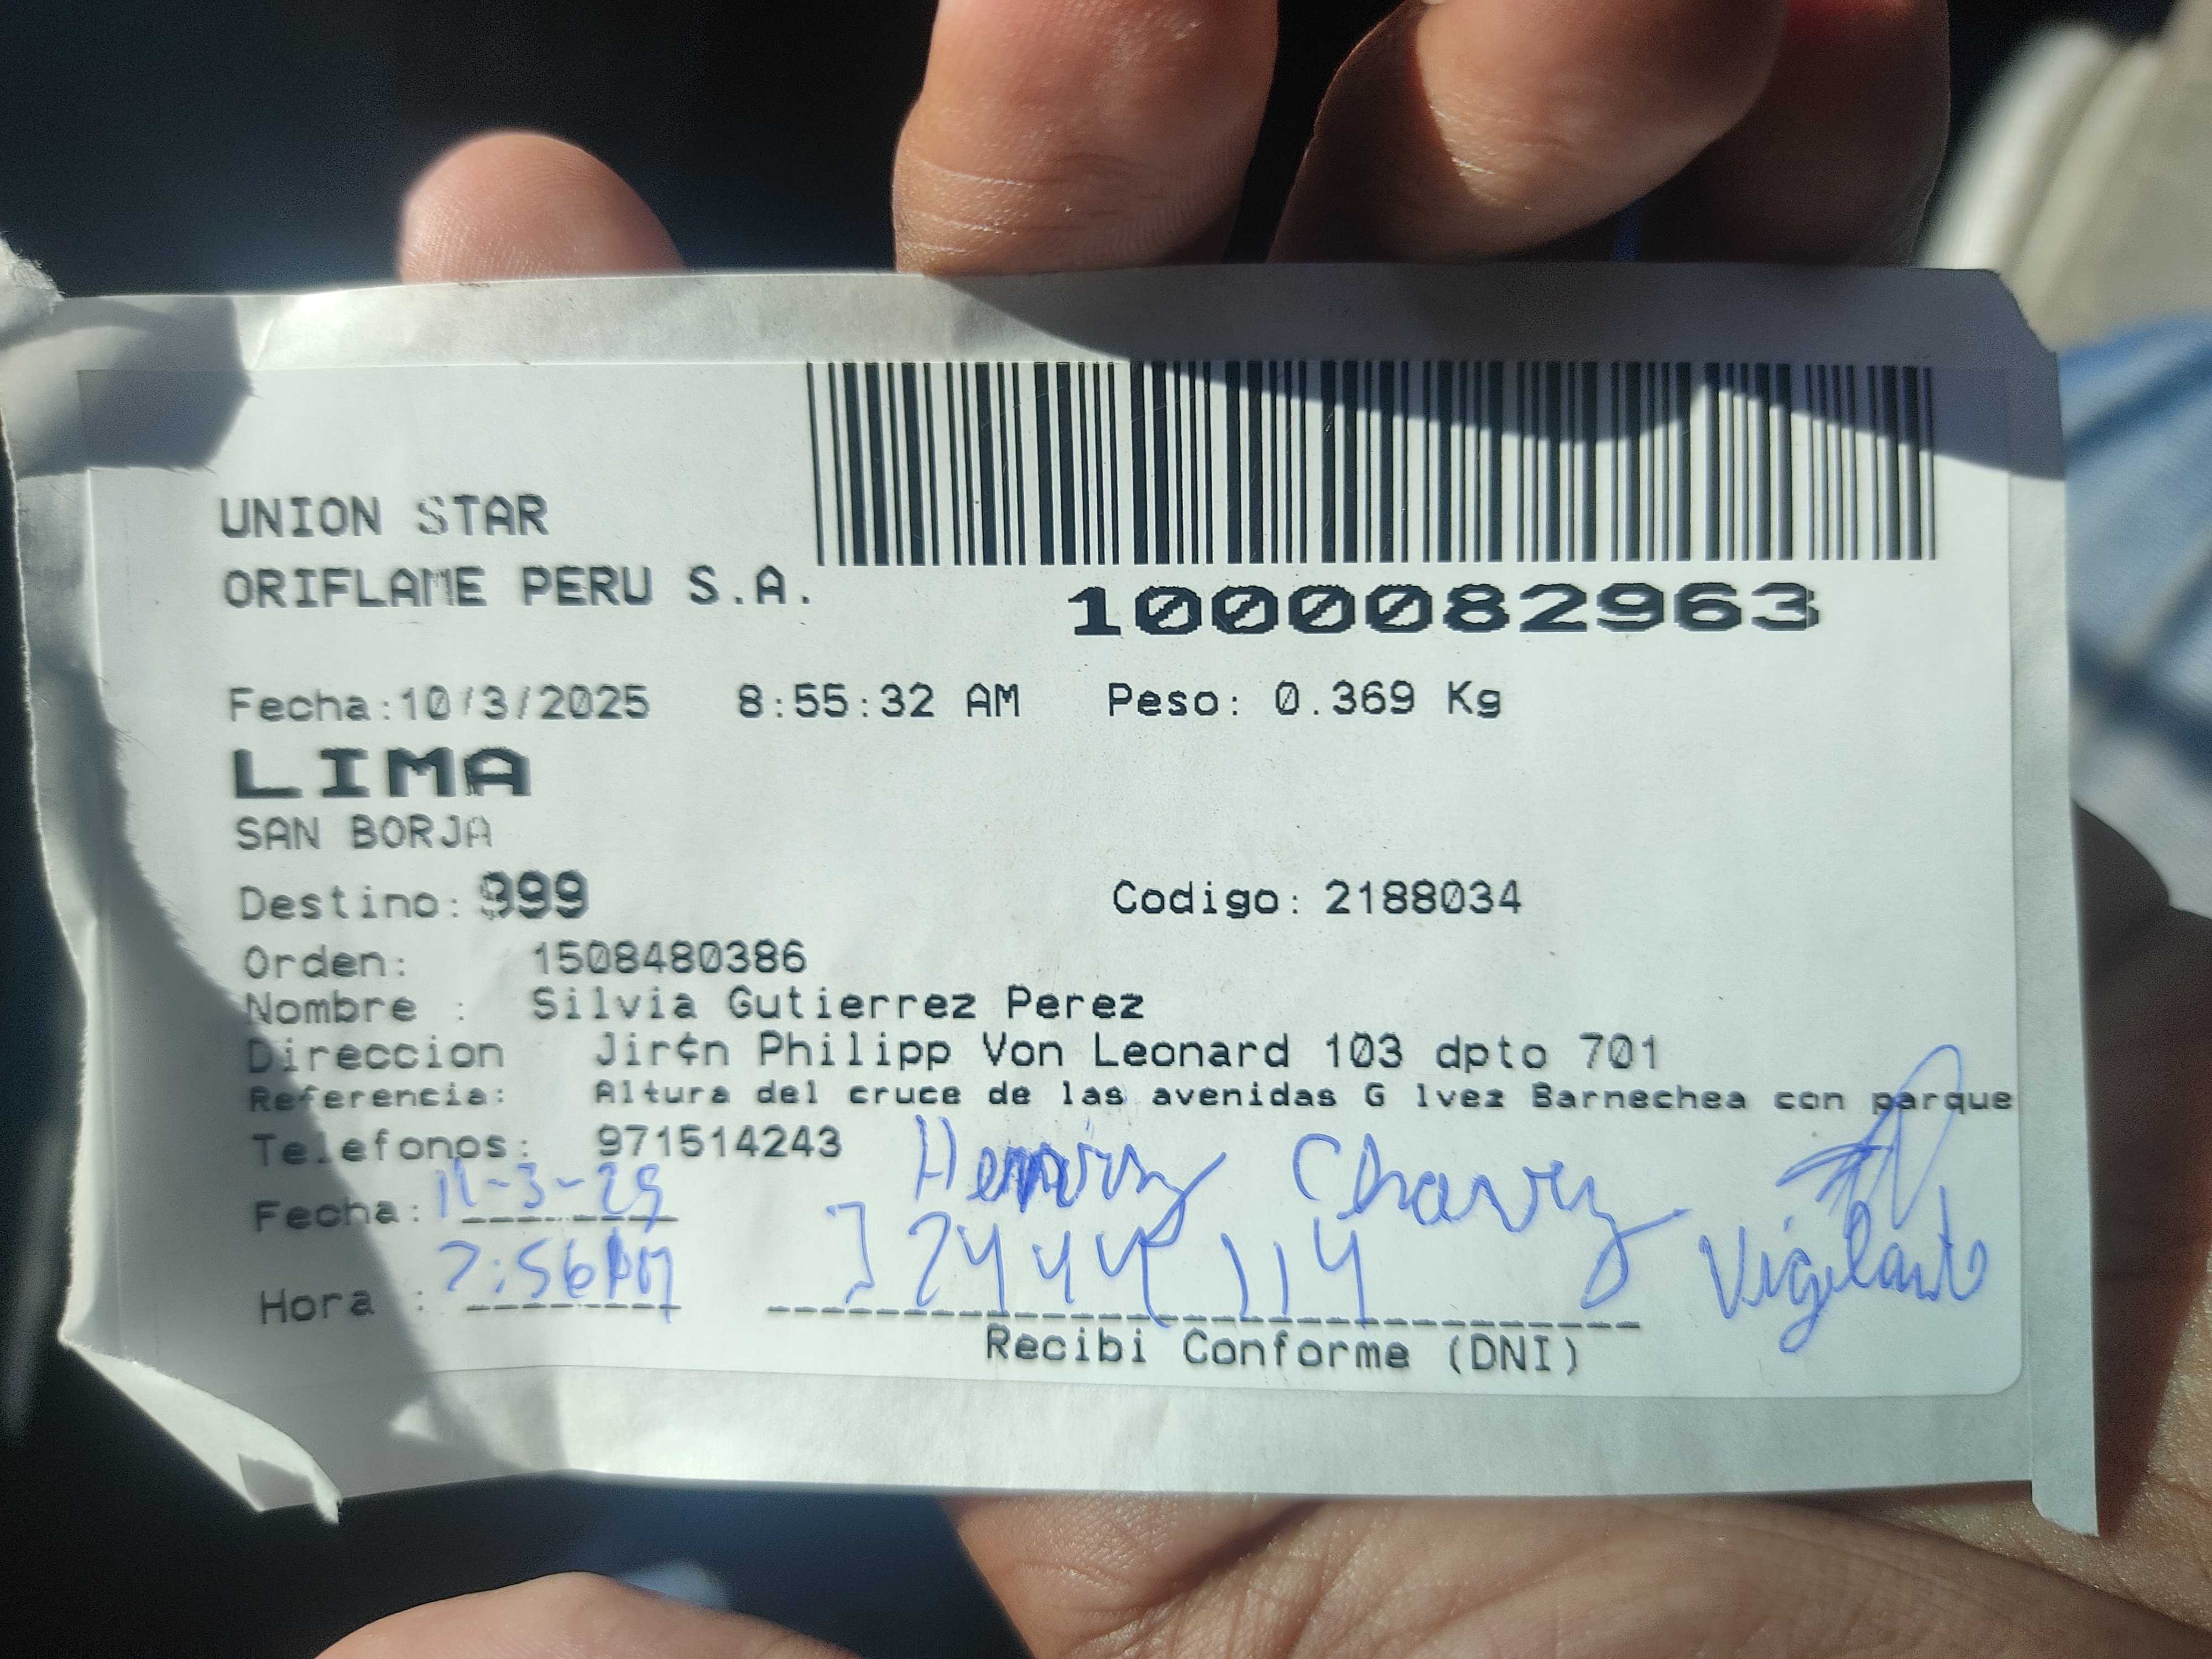 UNION STAR
ORIFLAME PERU S.A.
1000082963
Fecha:10/3/2025 8:55:32 AM Peso: 0.369 Kg
LIMA
SAN BORJA
Destino: 999 Codigo: 2188034
Orden: 1508480386
Nombre : Silvia Gutierrez Perez
Direccion Jir¢n Philipp Von Leonard 103 dpto 701
Referencia: Altura del cruce de las avenidas G lvez Barnechea con parque
Telefonos: 971514243
Henrry Chavez
Fecha: 11-3-25
Vigilante
Hora :
Recibi Conforme (DNI)